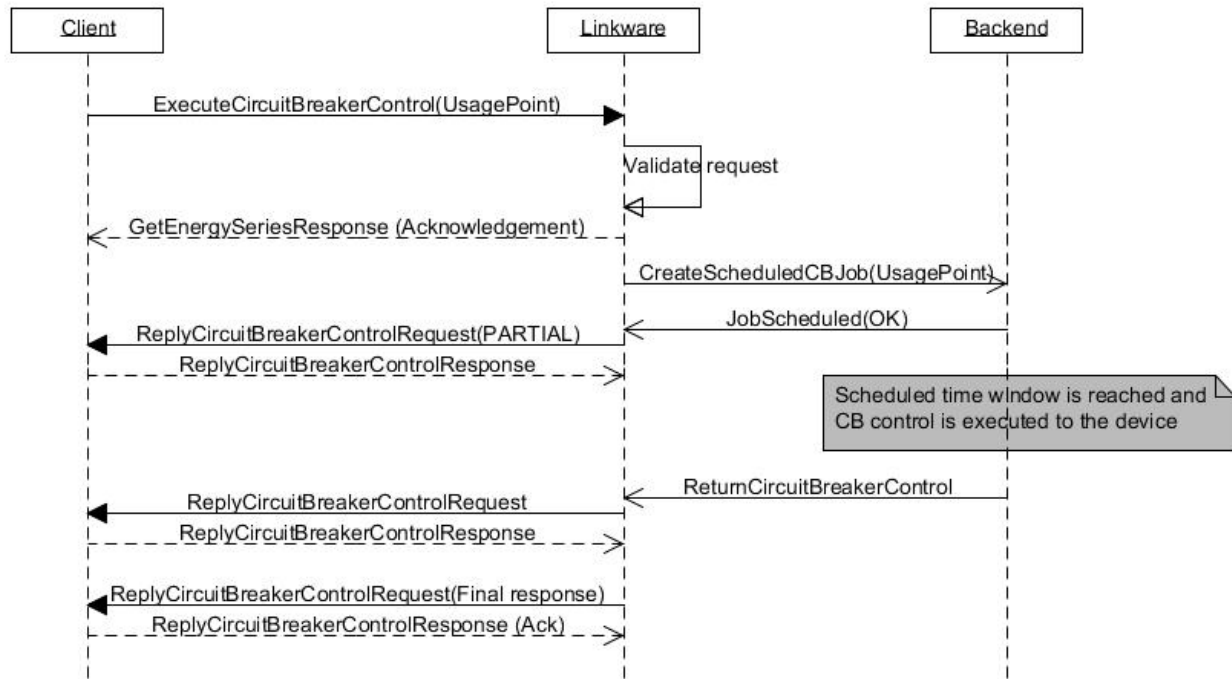 Client
Linkware
Backend
ExecuteCircuitBreakerControl(UsagePoint)
Validate request
GetEnergySeriesResponse (Acknowledgement)
CreateScheduledCBJob(UsagePoint)
JobScheduled(OK)
ReplyCircuitBreakerControlRequest(PARTIAL)
ReplyCircuitBreakerControlResponse
Scheduled time window is reached and
CB control is executed to the device
ReturnCircuitBreakerControl
ReplyCircuitBreakerControlRequest
ReplyCircuitBreakerControlResponse
ReplyCircuitBreakerControlRequest(Final response)
ReplyCircuitBreakerControlResponse (Ack)